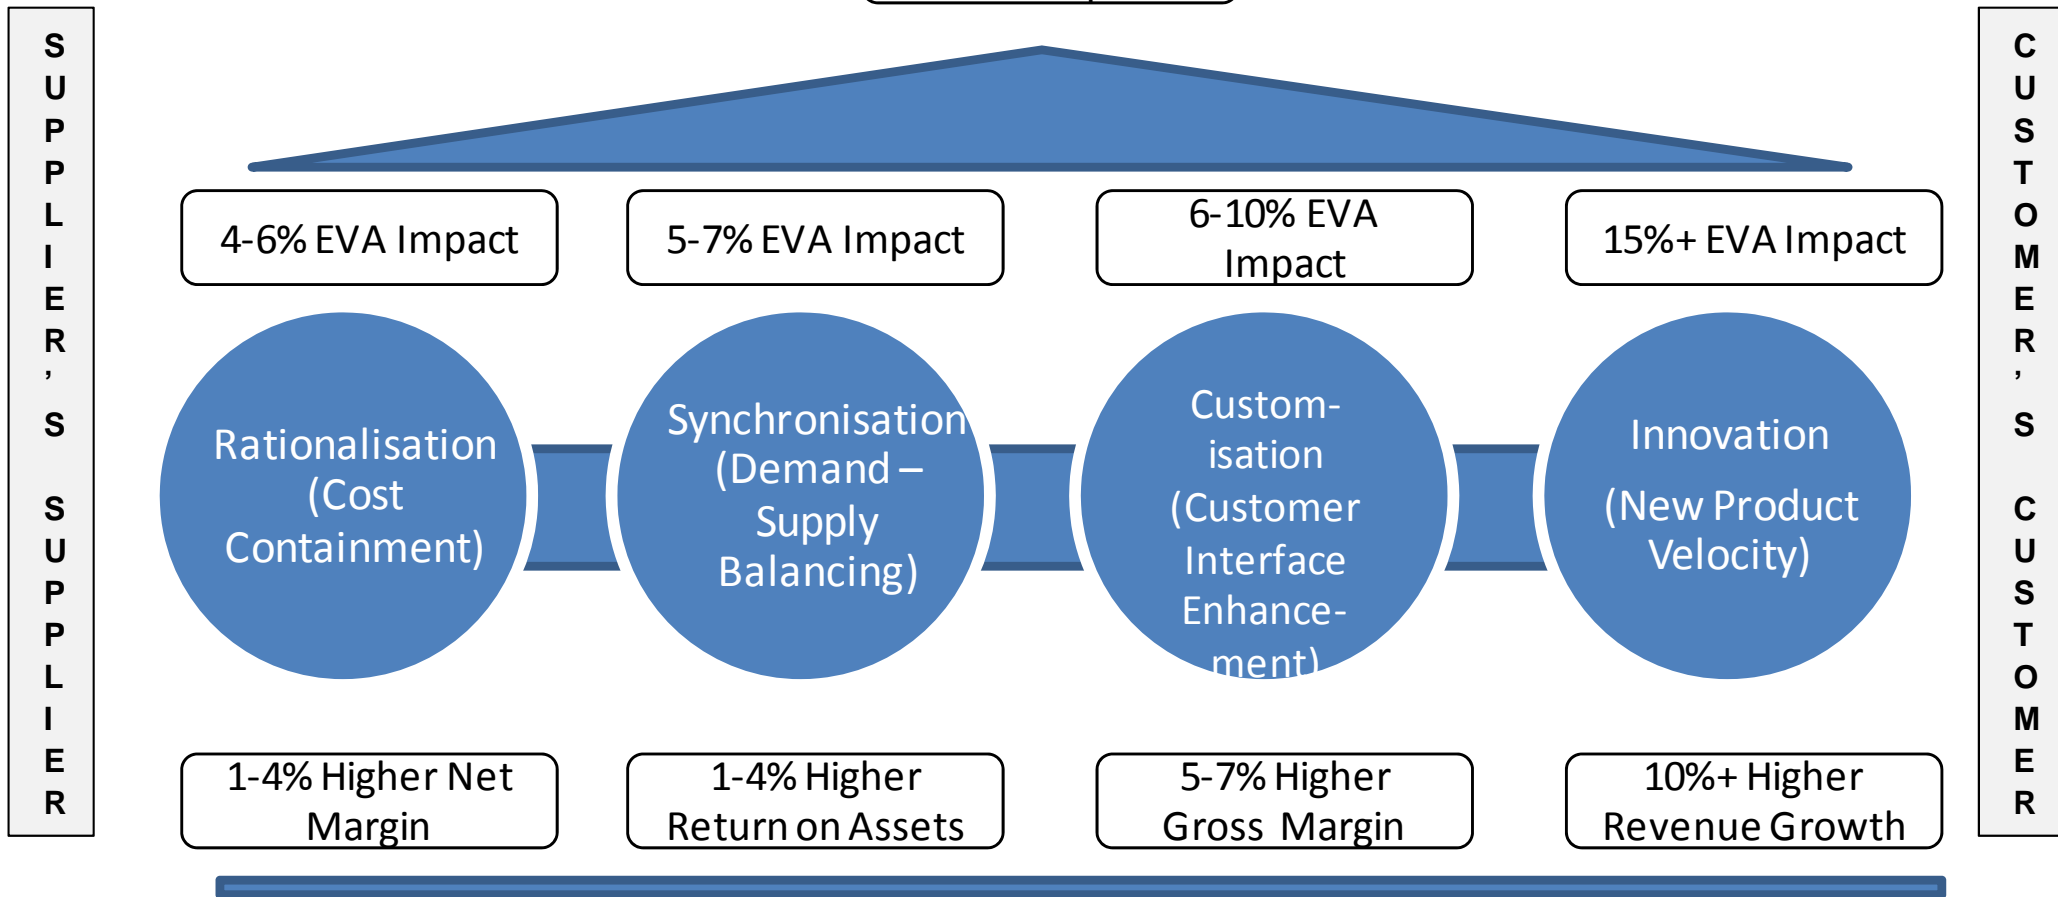 SUPPLIER’S SUPPLIER
4-6% EVA Impact
5-7% EVA Impact
6-10% EVA
Impact
15%+ EVA Impact
Rationalisation
(Cost
Containment)
Synchronisation
(Demand –
Supply
Balancing)
Custom-
isation
(Customer
Interface
Enhance-
ment)
Innovation
(New Product
Velocity)
1-4% Higher Net
Margin
1-4% Higher
Return on Assets
5-7% Higher
Gross Margin
10%+ Higher
Revenue Growth
CUSTOMER’S CUSTOMER